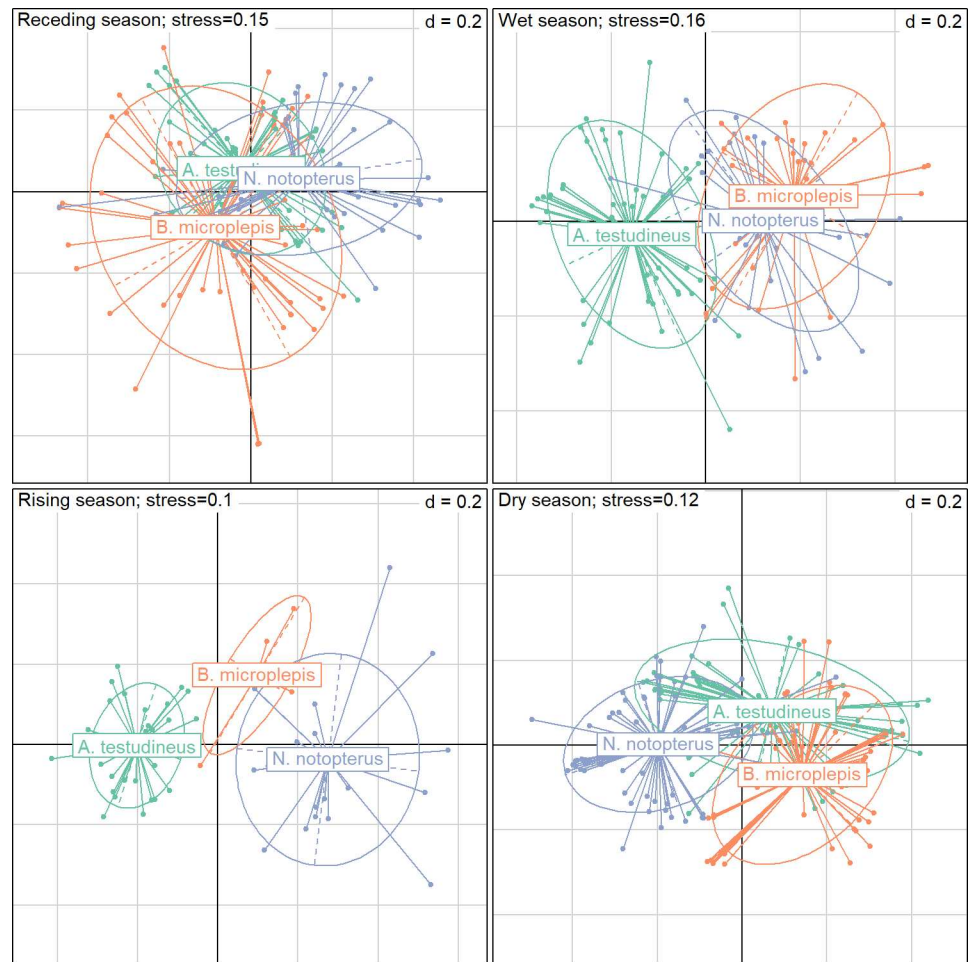 Receding season; stress=0.15
d = 0.2
A. testu
N. notopterus
B. microplepis
Wet season; stress=0.16
d = 0.2
B. microplepis
N. notopterus
A. testudineus
Rising season; stress=0.1
d = 0.2
B. microplepis
A. testudineus
N. notopterus
Dry season; stress=0.12
d = 0.2
A. testudineus
N. notopterus
B. microplepis